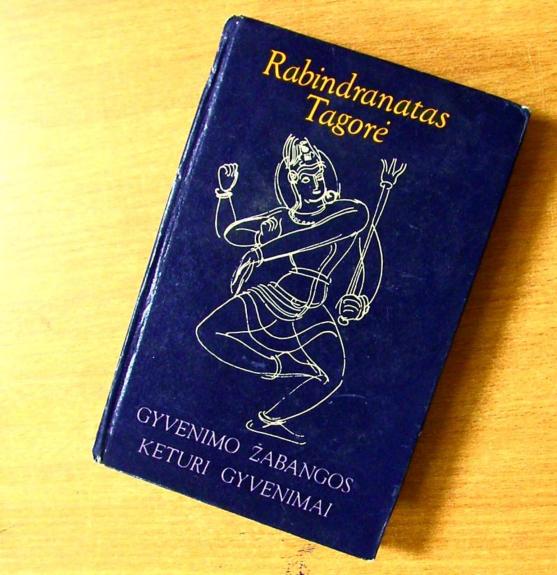 Rabindranatas
Tagorė
GYVENIMO ŽABANGOS
KETURI GYVENIMAI